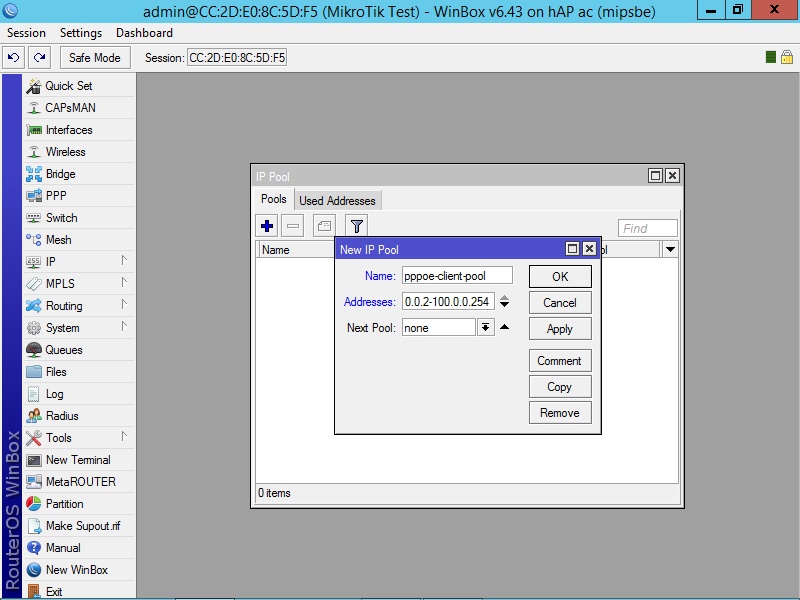 admin@CC:2D:E0:8C:5D:F5 (MikroTik Test) - WinBox v6.43 on hAP ac (mipsbe)
Session Settings Dashboard
Safe Mode Session: CC:2D:E0:8C:5D:F5
Quick Set
CAPsMAN
Interfaces
Wireless
Bridge
PPP
Switch
Mesh
IP
MPLS
Routing
System
Queues
Files
Log
Radius
Tools
New Terminal
MetaROUTER
Partition
Make Supout.rif
Manual
New WinBox
Exit
RouterOS WinBox
IP Pool
Pools Used Addresses
Find
Name
New IP Pool
Name: pppoe-client-pool OK
Addresses: 0.0.2-100.0.0.254 Cancel
Next Pool: none Apply
Comment
Copy
Remove
0 items